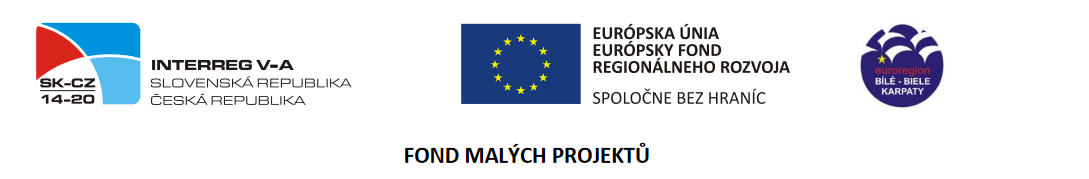 SK-CZ
14-20
INTERREG V-A
SLOVENSKÁ REPUBLIKA
ČESKÁ REPUBLIKA
EURÓPSKA ÚNIA
EURÓPSKY FOND
REGIONÁLNEHO ROZVOJA
SPOLOČNE BEZ HRANÍC
euroregion
BÍLÉ - BIELE
KARPATY
FOND MALÝCH PROJEKTŮ